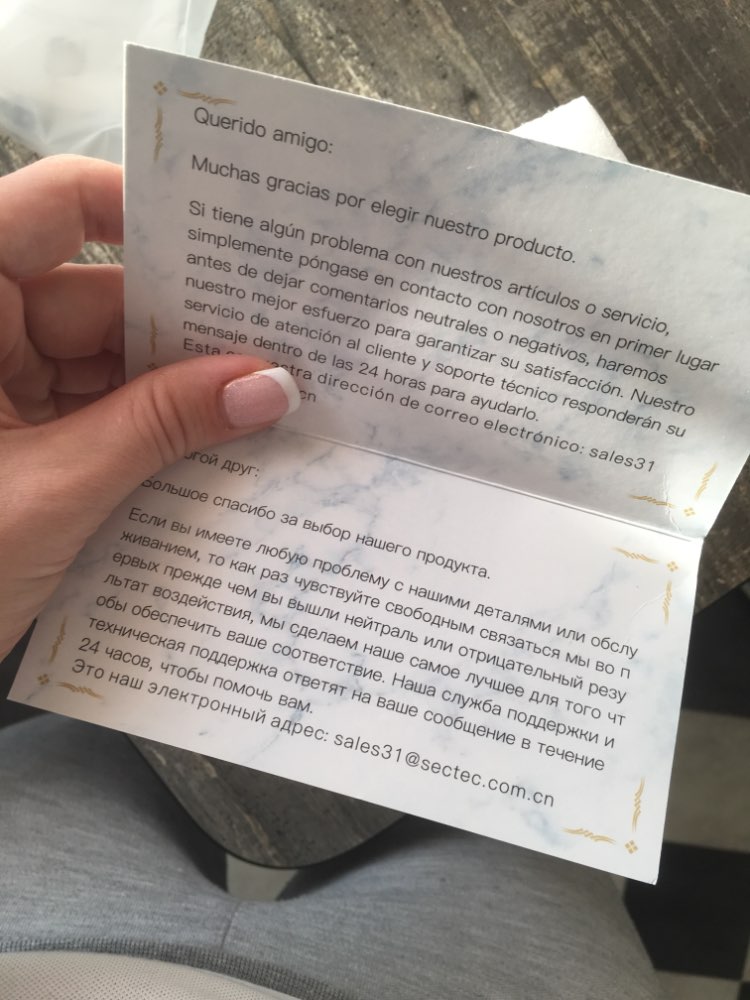 Querido amigo:
Muchas gracias por elegir nuestro producto.
Si tiene algún problema con nuestros artículos o servicio,
simplemente póngase en contacto con nosotros en primer lugar
antes de dejar comentarios neutrales o negativos, haremos
nuestro mejor esfuerzo para garantizar su satisfacción. Nuestro
servicio de atención al cliente y soporte técnico responderán su
mensaje dentro de las 24 horas para ayudarlo.
Esta dirección de correo electrónico: sales31
друг:
Большое спасибо за выбор нашего продукта.
Если вы имеете любую проблему с нашими деталями или обслу
живанием, то как раз чувствуйте свободным связаться мы во п
ервых прежде чем вы вышли нейтраль или отрицательный резу
льтат воздействия, мы сделаем наше самое лучшее для того чт
обы обеспечить ваше соответствие. Наша служба поддержки и
техническая поддержка ответят на ваше сообщение в течение
24 часов, чтобы помочь вам.
Это наш электронный адрес: sales31@sectec.com.cn